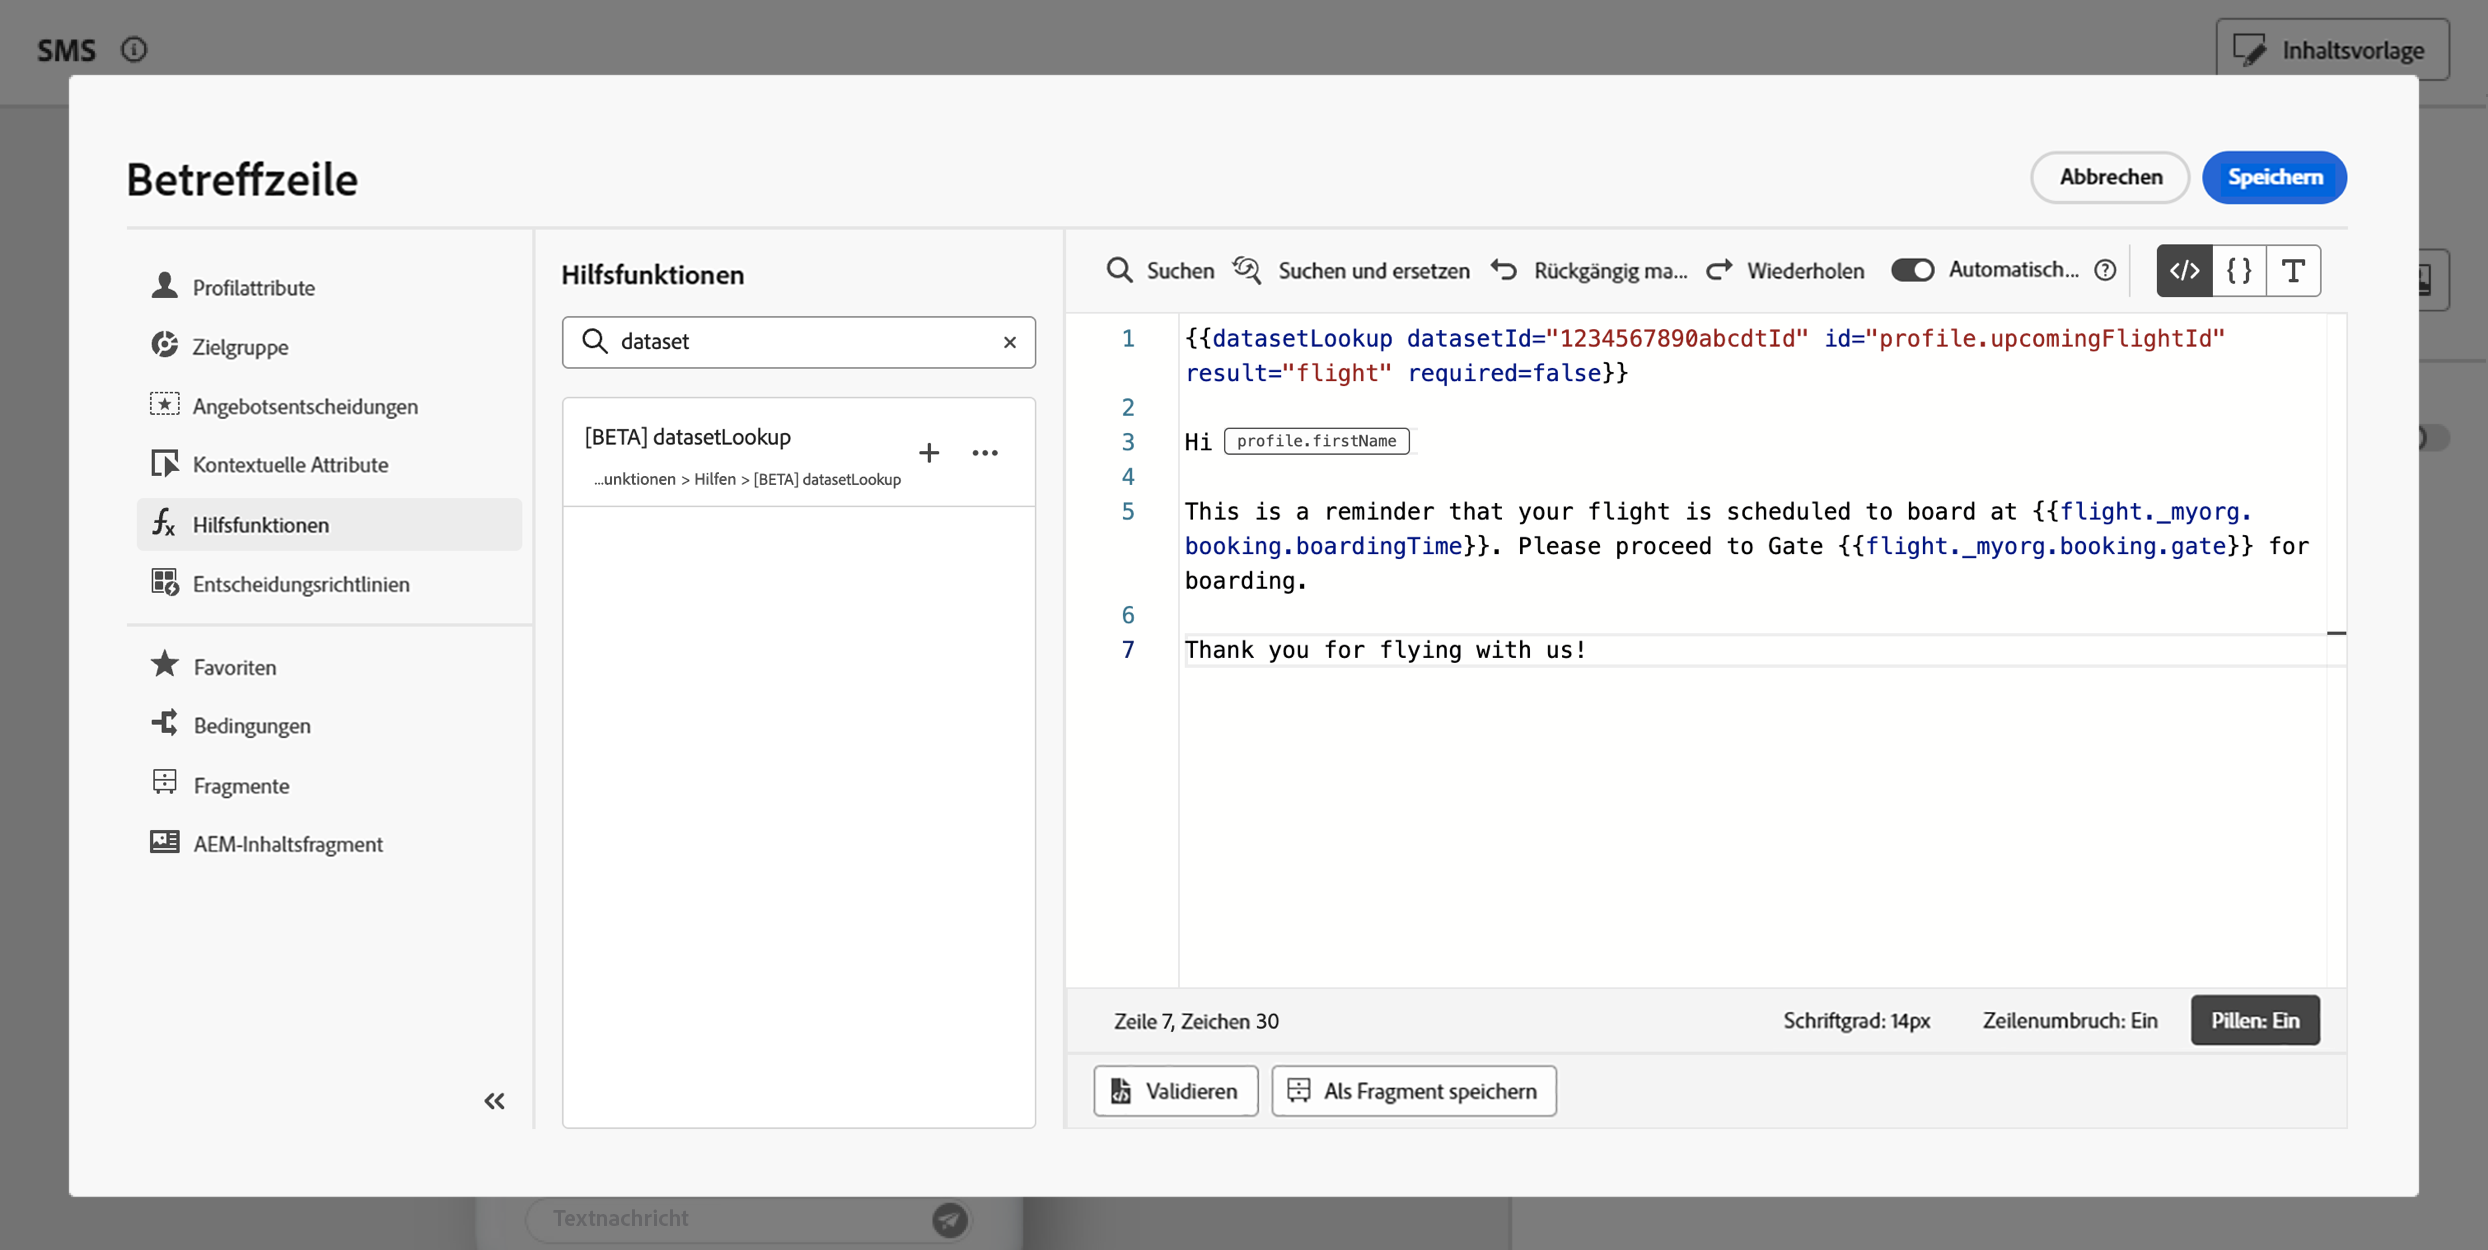 SMS
Inhaltsvorlage
Betreffzeile
Abbrechen
Speichern
Profilattribute
Zielgruppe
Angebotsentscheidungen
Kontextuelle Attribute
Hilfsfunktionen
Entscheidungsrichtlinien
Favoriten
Bedingungen
Fragmente
AEM-Inhaltsfragment
Hilfsfunktionen
dataset
[BETA] datasetLookup
...unktionen > Hilfen > [BETA] datasetLookup
Suchen
Suchen und ersetzen
Rückgängig ma...
Wiederholen
Automatisch...
1 {{datasetLookup datasetId="1234567890abcdtId" id="profile.upcomingFlightId"
result="flight" required=false}}
2
3 Hi profile.firstName
4
5 This is a reminder that your flight is scheduled to board at {{flight._myorg.
booking.boardingTime}}. Please proceed to Gate {{flight._myorg.booking.gate}} for
boarding.
6
7 Thank you for flying with us!
Zeile 7, Zeichen 30
Schriftgrad: 14px
Zeilenumbruch: Ein
Pillen: Ein
Validieren
Als Fragment speichern
Textnachricht